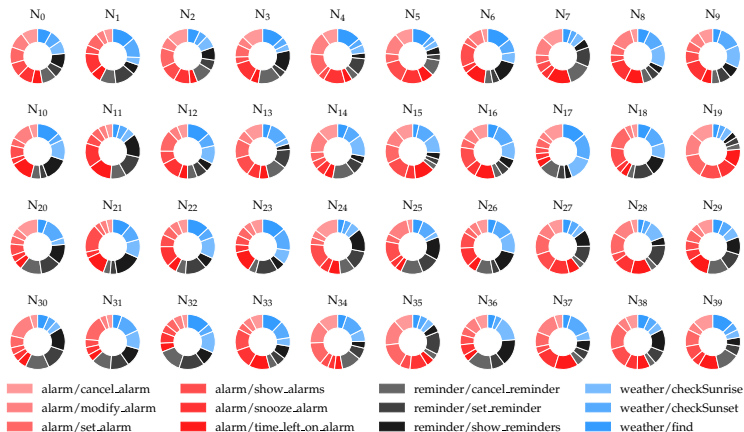 N0 N1 N2 N3 N4 N5 N6 N7 N8 N9
N10 N11 N12 N13 N14 N15 N16 N17 N18 N19
N20 N21 N22 N23 N24 N25 N26 N27 N28 N29
N30 N31 N32 N33 N34 N35 N36 N37 N38 N39
alarm/cancel_alarm alarm/show_alarms reminder/cancel_reminder weather/checkSunrise
alarm/modify_alarm alarm/snooze_alarm reminder/set_reminder weather/checkSunset
alarm/set_alarm alarm/time_left_on_alarm reminder/show_reminders weather/find